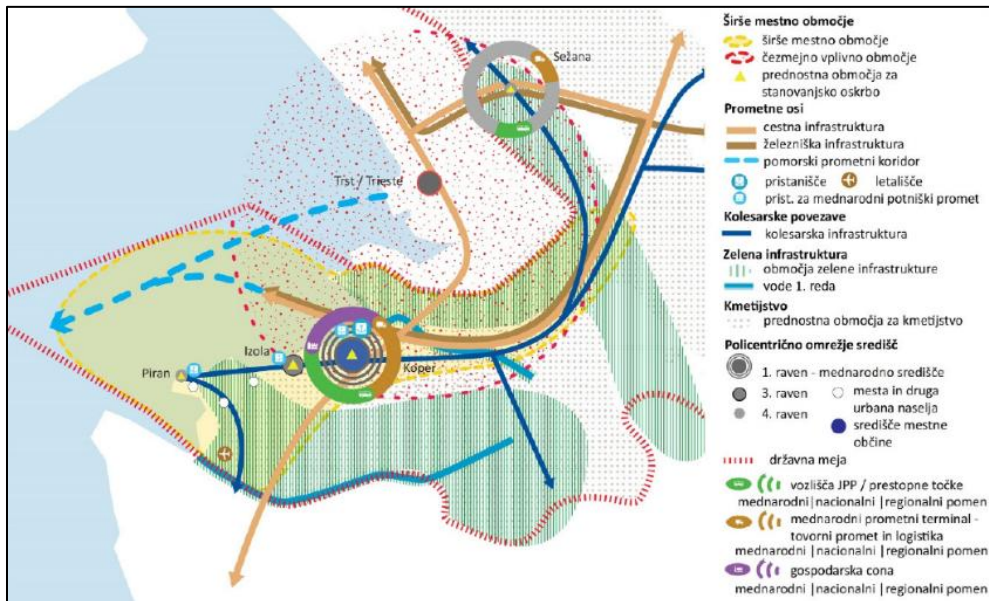 Sežana
Trst / Trieste
Izola
Piran
Koper
Širše mestno območje
širše mestno območje
čezmejno vplivno območje
prednostna območja za
stanovanjsko oskrbo
Prometne osi
cestna infrastruktura
železniška infrastruktura
pomorski prometni koridor
pristanišče
letališče
prist. za mednarodni potniški promet
Kolesarske povezave
kolesarska infrastruktura
Zelena infrastruktura
območja zelene infrastrukture
vode 1. reda
Kmetijstvo
prednostna območja za kmetijstvo
Policentrično omrežje središč
1. raven - mednarodno središče
3. raven
mesta in druga
urbana naselja
4. raven
središče mestne
občine
državna meja
vozlišča JPP / prestopne točke
mednarodni |nacionalni |regionalni pomen
mednarodni prometni terminal -
tovorni promet in logistika
mednarodni |nacionalni |regionalni pomen
gospodarska cona
mednarodni |nacionalni |regionalni pomen